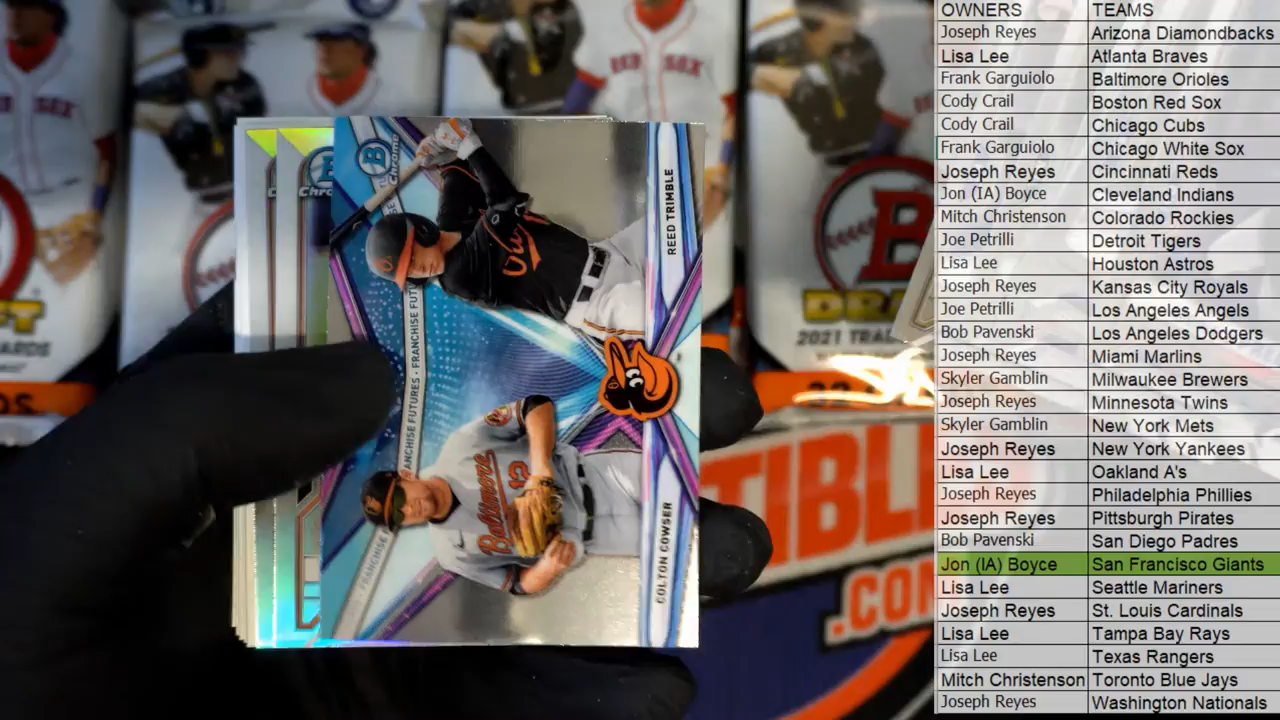 OWNERS TEAMS
Joseph Reyes Arizona Diamondbacks
Lisa Lee Atlanta Braves
Frank Garguiolo Baltimore Orioles
Cody Crail Boston Red Sox
Cody Crail Chicago Cubs
Frank Garguiolo Chicago White Sox
Joseph Reyes Cincinnati Reds
Jon (IA) Boyce Cleveland Indians
Mitch Christenson Colorado Rockies
Joe Petrilli Detroit Tigers
Lisa Lee Houston Astros
Joseph Reyes Kansas City Royals
Joe Petrilli Los Angeles Angels
Bob Pavenski Los Angeles Dodgers
Joseph Reyes Miami Marlins
Skyler Gamblin Milwaukee Brewers
Joseph Reyes Minnesota Twins
Skyler Gamblin New York Mets
Joseph Reyes New York Yankees
Lisa Lee Oakland A's
Joseph Reyes Philadelphia Phillies
Joseph Reyes Pittsburgh Pirates
Bob Pavenski San Diego Padres
Jon (IA) Boyce San Francisco Giants
Lisa Lee Seattle Mariners
Joseph Reyes St. Louis Cardinals
Lisa Lee Tampa Bay Rays
Lisa Lee Texas Rangers
Mitch Christenson Toronto Blue Jays
Joseph Reyes Washington Nationals
REED TRIMBLE
COLTON COWSER
FRANCHISE FUTURES
B
Chrome
Baltimore
B
2021
TIBL
.CO